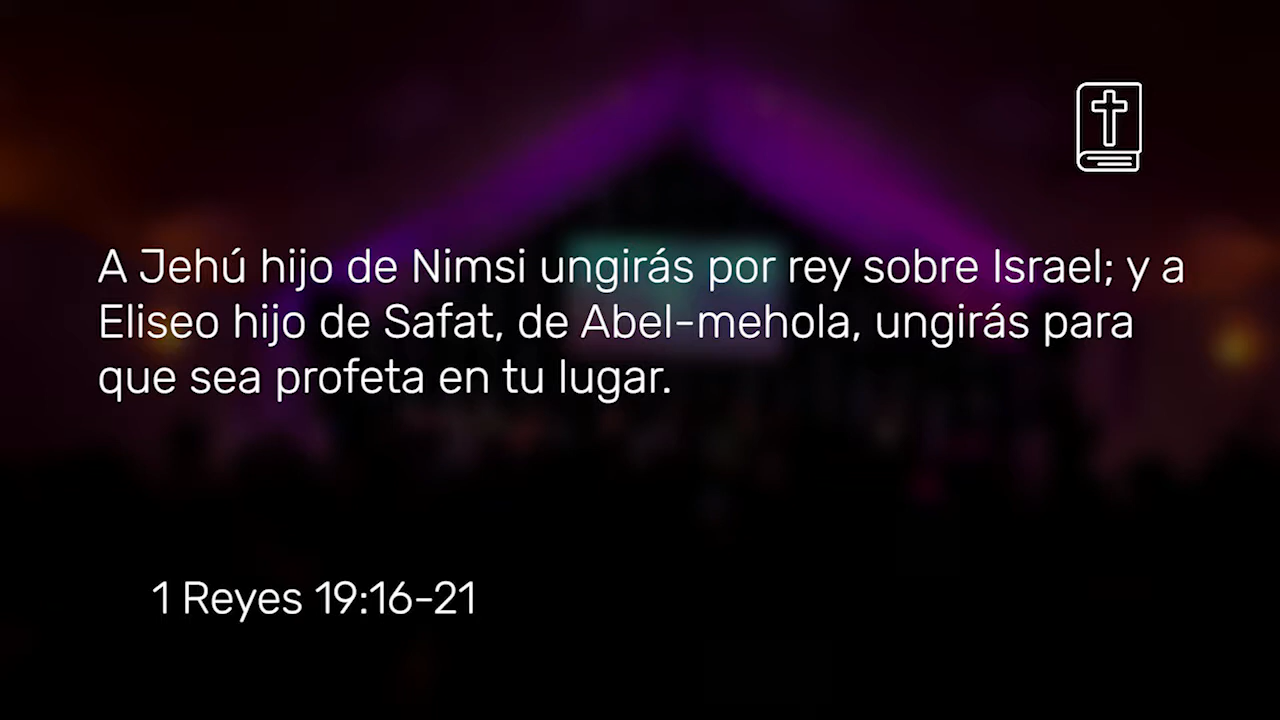 A Jehú hijo de Nimsi ungirás por rey sobre Israel; y a
Eliseo hijo de Safat, de Abel-mehola, ungirás para
que sea profeta en tu lugar.
1 Reyes 19:16-21